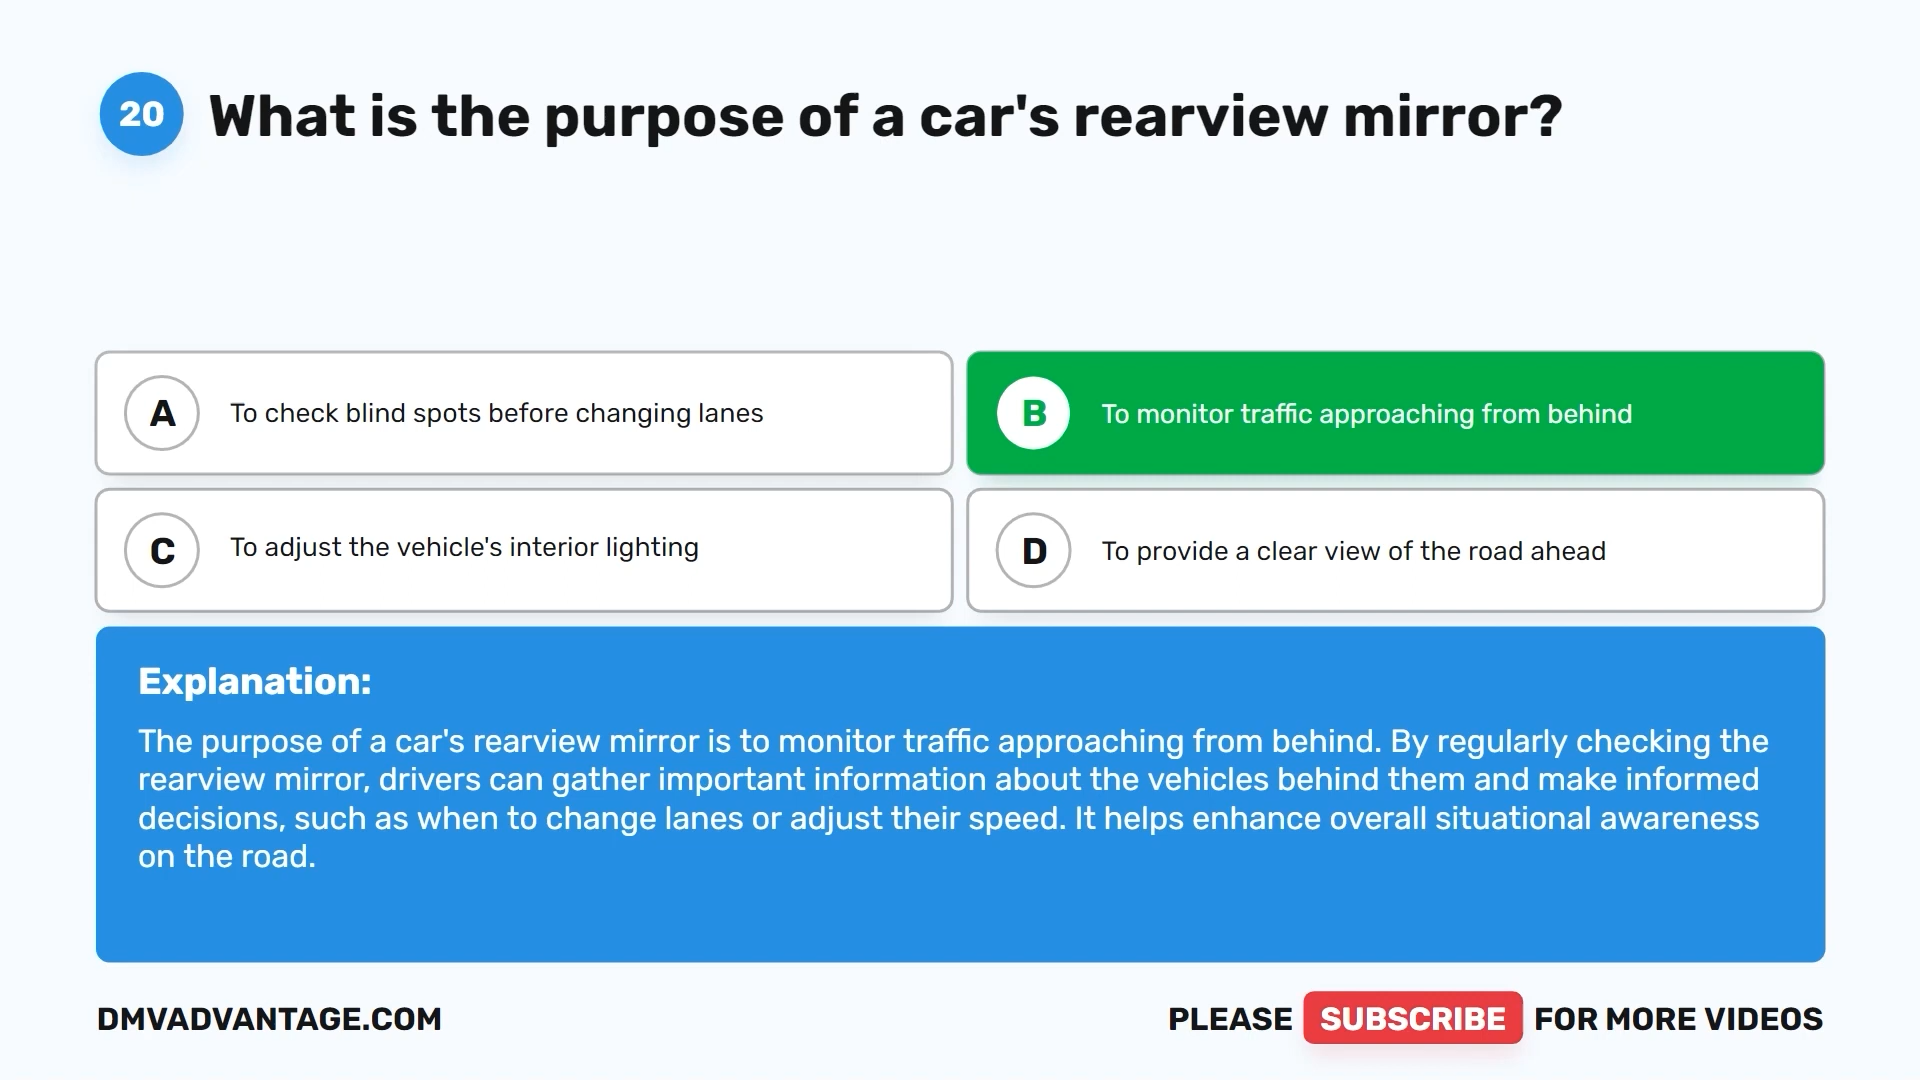 20 What is the purpose of a car's rearview mirror?
A To check blind spots before changing lanes
B To monitor traffic approaching from behind
C To adjust the vehicle's interior lighting
D To provide a clear view of the road ahead
Explanation:
The purpose of a car's rearview mirror is to monitor traffic approaching from behind. By regularly checking the
rearview mirror, drivers can gather important information about the vehicles behind them and make informed
decisions, such as when to change lanes or adjust their speed. It helps enhance overall situational awareness
on the road.
DMVADVANTAGE.COM
PLEASE SUBSCRIBE FOR MORE VIDEOS